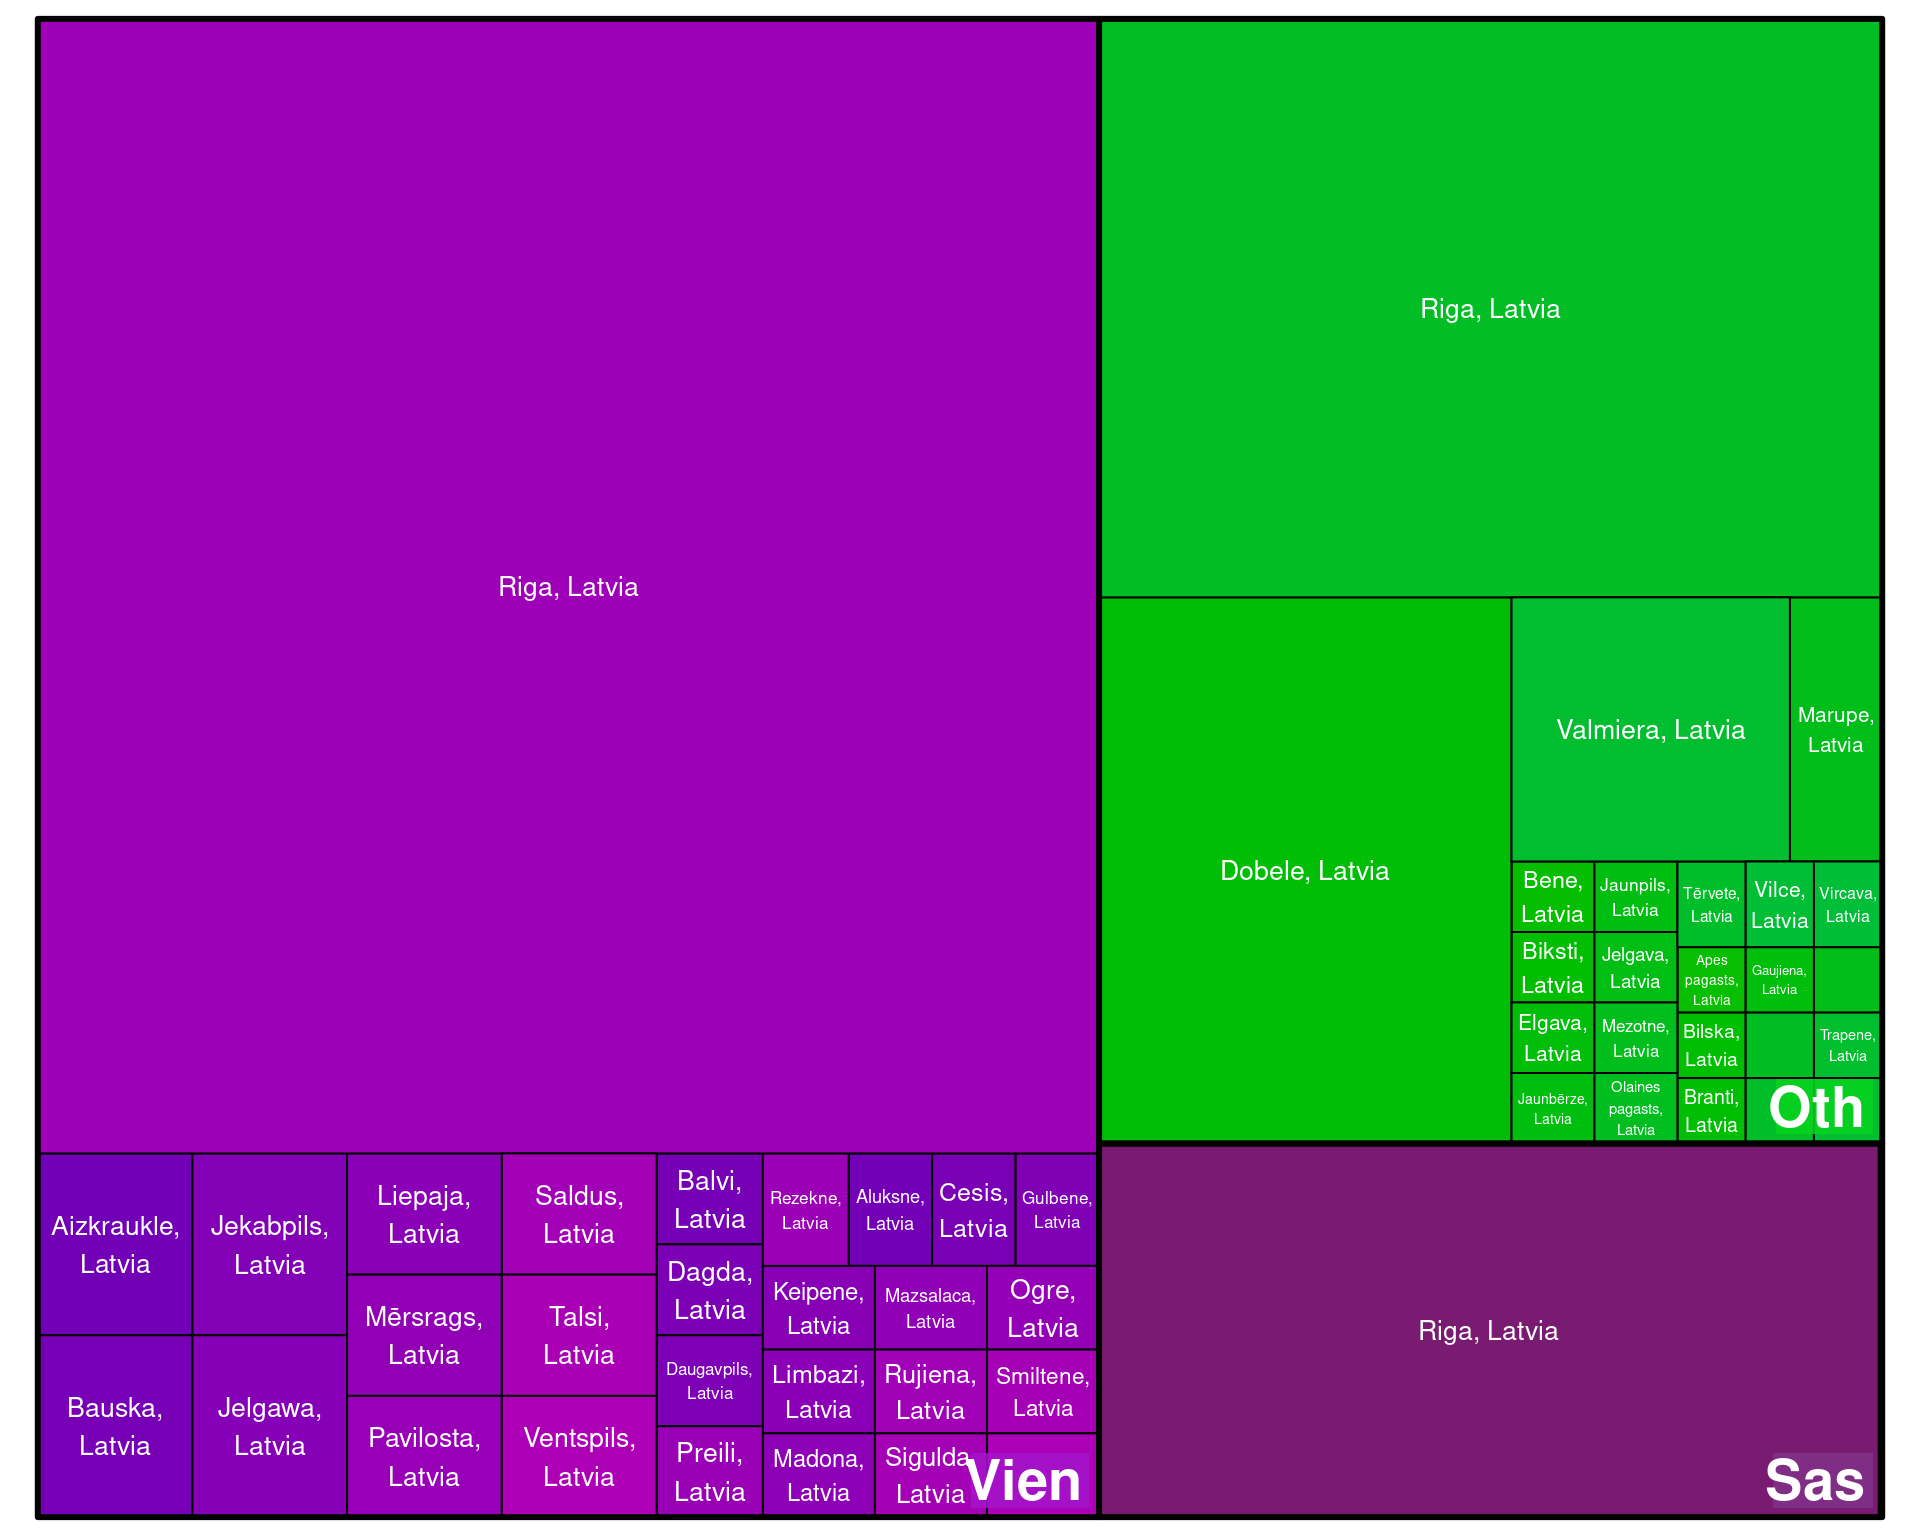 Riga, Latvia
Aizkraukle,
Latvia
Bauska,
Latvia
Jekabpils,
Latvia
Jelgawa,
Latvia
Liepaja,
Latvia
Mērsrags,
Latvia
Pavilosta,
Latvia
Saldus,
Latvia
Talsi,
Latvia
Ventspils,
Latvia
Balvi,
Latvia
Dagda,
Latvia
Daugavpils,
Latvia
Preili,
Latvia
Rezekne,
Latvia
Aluksne,
Latvia
Cesis,
Latvia
Gulbene,
Latvia
Keipene,
Latvia
Limbazi,
Latvia
Madona,
Latvia
Mazsalaca,
Latvia
Rujiena,
Latvia
Sigulda
Latvia
Ogre,
Latvia
Smiltene,
Latvia
Vien
Riga, Latvia
Dobele, Latvia
Valmiera, Latvia
Marupe,
Latvia
Bene,
Latvia
Biksti,
Latvia
Elgava,
Latvia
Jaunbērze,
Latvia
Jaunpils,
Latvia
Jelgava,
Latvia
Mezotne,
Latvia
Olaines
pagasts,
Latvia
Tērvete,
Latvia
Vilce,
Latvia
Vircava,
Latvia
Apes
pagasts,
Latvia
Bilska,
Latvia
Branti,
Latvia
Gaujiena,
Latvia
Trapene,
Latvia
Oth
Riga, Latvia
Sas